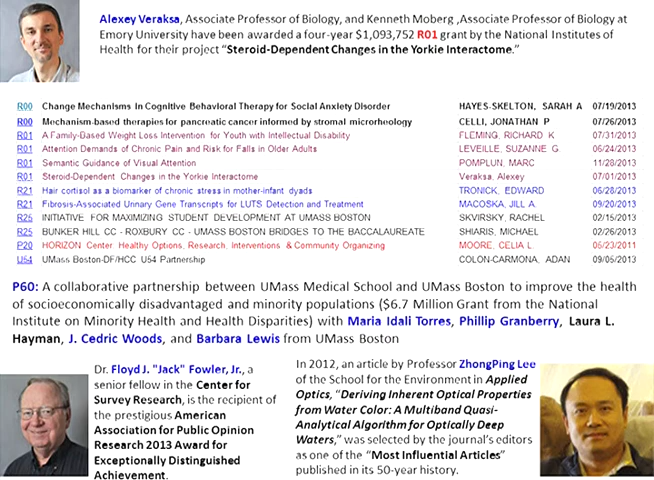 Alexey Veraksa, Associate Professor of Biology, and Kenneth Moberg ,Associate Professor of Biology at
Emory University have been awarded a four-year $1,093,752 R01 grant by the National Institutes of
Health for their project “Steroid-Dependent Changes in the Yorkie Interactome.”
R00 Change Mechanisms In Cognitive Behavioral Therapy for Social Anxiety Disorder HAYES-SKELTON, SARAH A 07/19/2013
R00 Mechanism-based therapies for pancreatic cancer informed by stromal microrheology CELLI, JONATHAN P 07/26/2013
R01 A Family-Based Weight Loss Intervention for Youth with Intellectual Disability FLEMING, RICHARD K 07/31/2013
R01 Attention Demands of Chronic Pain and Risk for Falls in Older Adults LEVEILLE, SUZANNE G 06/24/2013
R01 Semantic Guidance of Visual Attention POMPLUN, MARC 11/28/2013
R01 Steroid-Dependent Changes in the Yorkie Interactome Veraksa, Alexey 07/01/2013
R21 Hair cortisol as a biomarker of chronic stress in mother-infant dyads TRONICK, EDWARD 06/28/2013
R21 Fibrosis-Associated Urinary Gene Transcripts for LUTS Detection and Treatment MACOSKA, JILL A. 09/20/2013
R25 INITIATIVE FOR MAXIMIZING STUDENT DEVELOPMENT AT UMASS BOSTON SKVIRSKY, RACHEL 02/15/2013
R25 BUNKER HILL CC - ROXBURY CC - UMASS BOSTON BRIDGES TO THE BACCALAUREATE SHIARIS, MICHAEL 02/26/2013
P20 HORIZON Center Healthy Options, Research, Interventions & Community Organizing MOORE, CELIA L. 06/23/2011
U54 UMass Boston-DF/HCC U54 Partnership COLON-CARMONA, ADAN 09/05/2013
P60: A collaborative partnership between UMass Medical School and UMass Boston to improve the health
of socioeconomically disadvantaged and minority populations ($6.7 Million Grant from the National
Institute on Minority Health and Health Disparities) with Maria Idali Torres, Phillip Granberry, Laura L.
Hayman, J. Cedric Woods, and Barbara Lewis from UMass Boston
Dr. Floyd J. "Jack" Fowler, Jr., a
senior fellow in the Center for
Survey Research, is the recipient of
the prestigious American
Association for Public Opinion
Research 2013 Award for
Exceptionally Distinguished
Achievement.
In 2012, an article by Professor ZhongPing Lee
of the School for the Environment in Applied
Optics, “Deriving Inherent Optical Properties
from Water Color: A Multiband Quasi-
Analytical Algorithm for Optically Deep
Waters,” was selected by the journal’s editors
as one of the “Most Influential Articles”
published in its 50-year history.